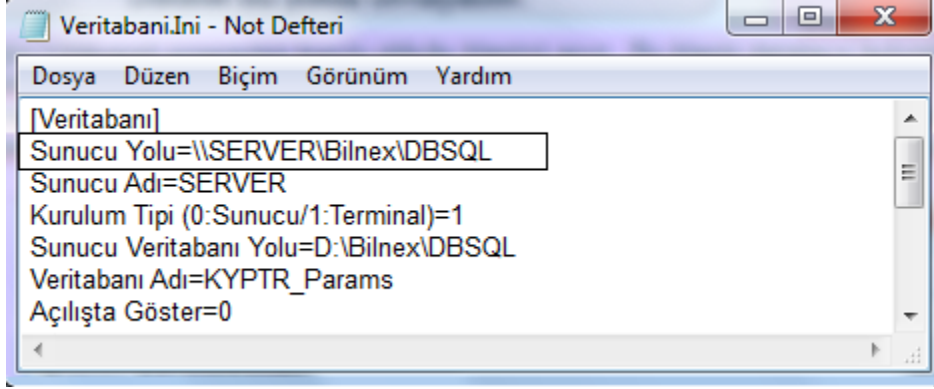 Veritabani.Ini - Not Defteri
Dosya Düzen Biçim Görünüm Yardım
[Veritabanı]
Sunucu Yolu=\\SERVER\Bilnex\DBSQL
Sunucu Adı=SERVER
Kurulum Tipi (0:Sunucu/1:Terminal)=1
Sunucu Veritabanı Yolu=D:\Bilnex\DBSQL
Veritabanı Adı=KYPTR_Params
Açılışta Göster=0